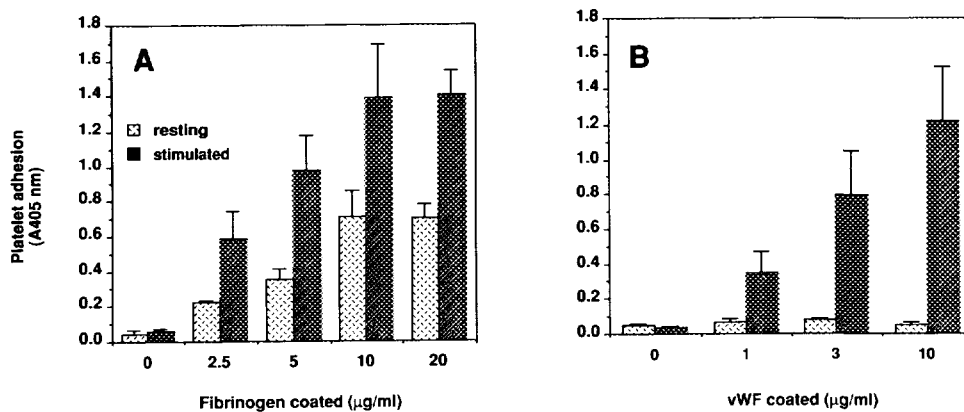 A
B
Platelet adhesion
(A405 nm)
1.8
1.6
1.4
1.2
1.0
0.8
0.6
0.4
0.2
0.0
resting
stimulated
0 2.5 5 10 20
Fibrinogen coated (µg/ml)
1.8
1.6
1.4
1.2
1.0
0.8
0.6
0.4
0.2
0.0
0 1 3 10
vWF coated (µg/ml)